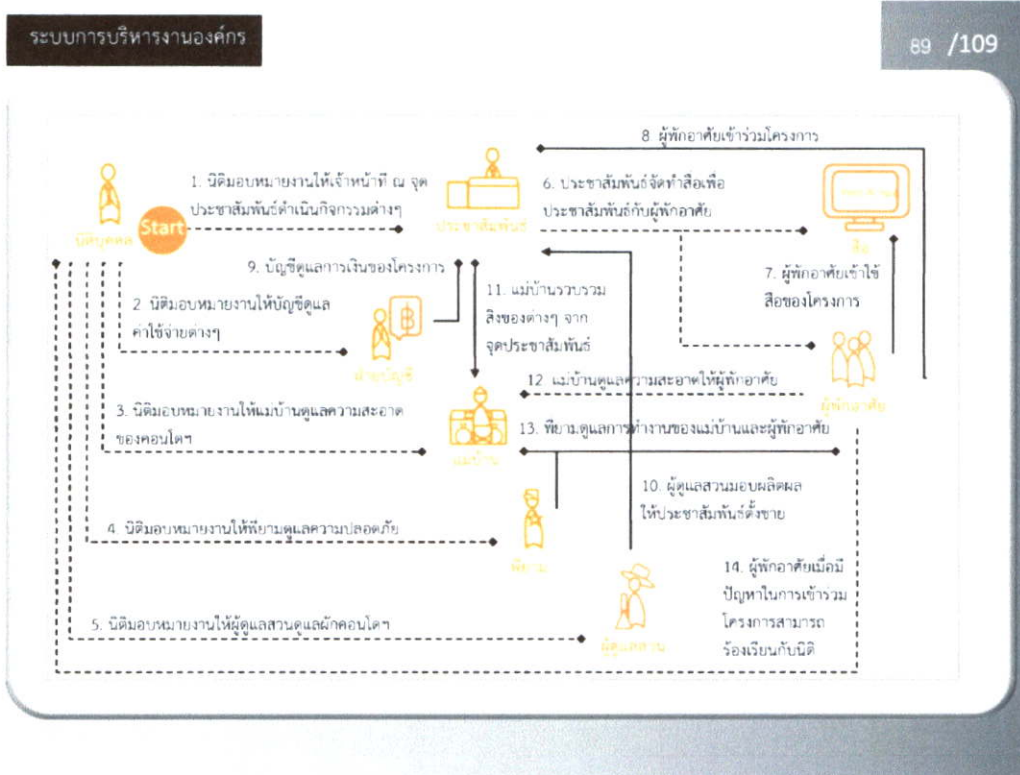 ระบบการบริหารงานองค์กร
89 /109
8. ผู้พักอาศัยเข้าร่วมโครงการ
1. นิติมอบหมายงานให้เจ้าหน้าที่ ณ จุด
ประชาสัมพันธ์ดำเนินกิจกรรมต่างๆ
6. ประชาสัมพันธ์จัดทำสื่อเพื่อ
ประชาสัมพันธ์กับผู้พักอาศัย
Start
นิติบุคคล
ประชาสัมพันธ์
สื่อ
9. บัญชีดูแลการเงินของโครงการ
7. ผู้พักอาศัยเข้าใช้
สื่อของโครงการ
11. แม่บ้านรวบรวม
สิ่งของต่างๆ จาก
จุดประชาสัมพันธ์
2 นิติมอบหมายงานให้บัญชีดูแล
ค่าใช้จ่ายต่างๆ
ฝ่ายบัญชี
12. แม่บ้านดูแลความสะอาดให้ผู้พักอาศัย
ผู้พักอาศัย
3. นิติมอบหมายงานให้แม่บ้านดูแลความสะอาด
ของคอนโดฯ
13. พี่ยามดูแลการทำงานของแม่บ้านและผู้พักอาศัย
แม่บ้าน
10. ผู้ดูแลสวนมอบผลิตผล
ให้ประชาสัมพันธ์ตั้งขาย
4. นิติมอบหมายงานให้พี่ยามดูแลความปลอดภัย
พี่ยาม
14. ผู้พักอาศัยเมื่อมี
ปัญหาในการเข้าร่วม
โครงการสามารถ
ร้องเรียนกับนิติ
5. นิติมอบหมายงานให้ผู้ดูแลสวนดูแลผักคอนโดฯ
ผู้ดูแลสวน